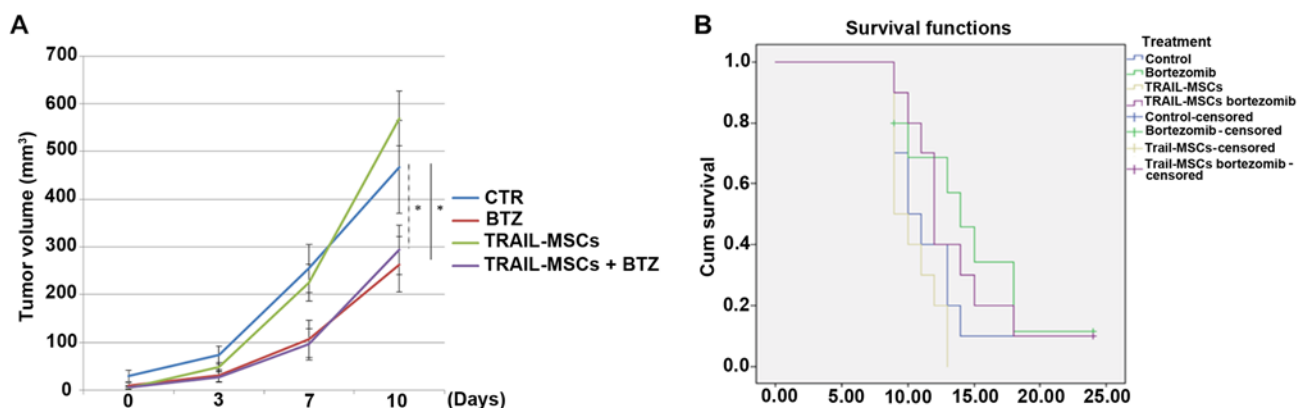 A
700
600
500
400
300
200
100
0
Tumor volume (mm³)
0 3 7 10 (Days)
*
*
CTR
BTZ
TRAIL-MSCs
TRAIL-MSCs + BTZ
B
Survival functions
Cum survival
1.0
0.8
0.6
0.4
0.2
0.0
0.00 5.00 10.00 15.00 20.00 25.00
Treatment
Control
Bortezomib
TRAIL-MSCs
TRAIL-MSCs bortezomib
Control-censored
Bortezomib-censored
Trail-MSCs-censored
Trail-MSCs bortezomib-
censored